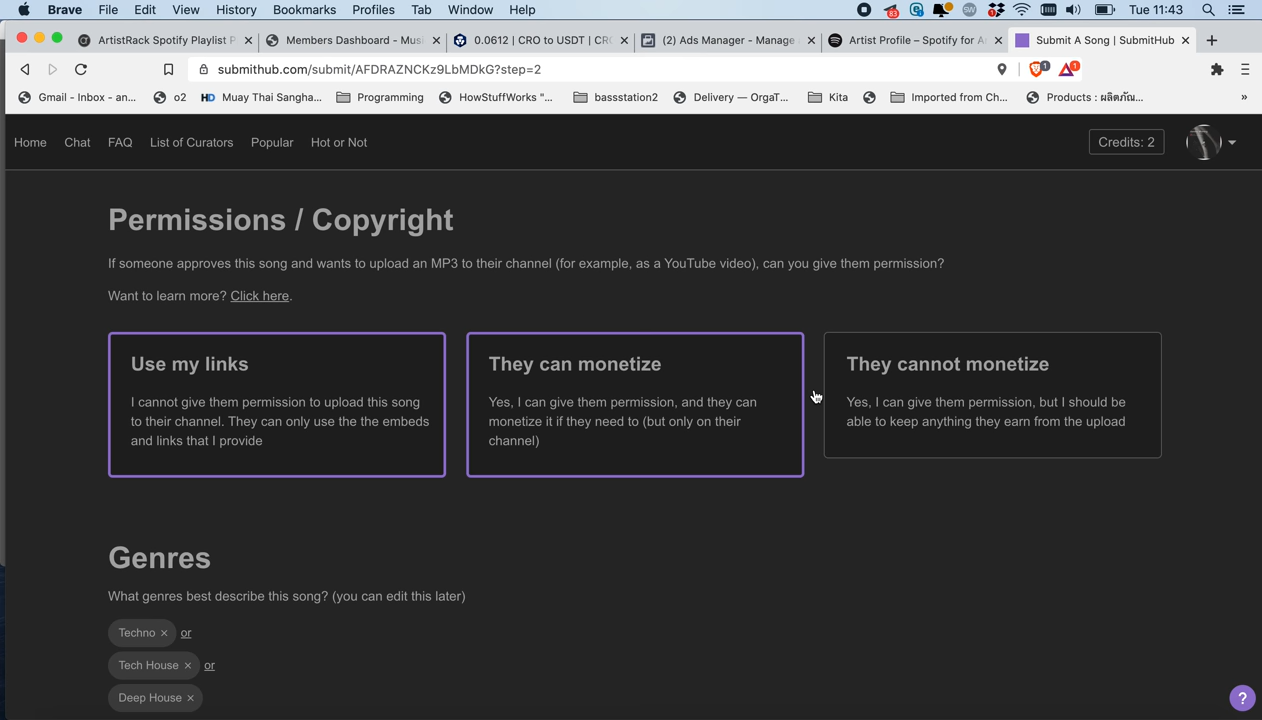 Brave File Edit View History Bookmarks Profiles Tab Window Help 83 1 Tue 11:43
ArtistRack Spotify Playlist P Members Dashboard - Musi 0.0612 | CRO to USDT | CR (2) Ads Manager - Manage Artist Profile – Spotify for A Submit A Song | SubmitHub
submithub.com/submit/AFDRAZNCKz9LbMDkG?step=2 1 1
Gmail - Inbox - an... o2 HD Muay Thai Sangha... Programming HowStuffWorks "... bassstation2 Delivery — OrgaT... Kita Imported from Ch... Products : ผลิตภัณ... »
Home Chat FAQ List of Curators Popular Hot or Not Credits: 2
Permissions / Copyright
If someone approves this song and wants to upload an MP3 to their channel (for example, as a YouTube video), can you give them permission?
Want to learn more? Click here.
Use my links
I cannot give them permission to upload this song
to their channel. They can only use the the embeds
and links that I provide
They can monetize
Yes, I can give them permission, and they can
monetize it if they need to (but only on their
channel)
They cannot monetize
Yes, I can give them permission, but I should be
able to keep anything they earn from the upload
Genres
What genres best describe this song? (you can edit this later)
Techno × or
Tech House × or
Deep House ×
?